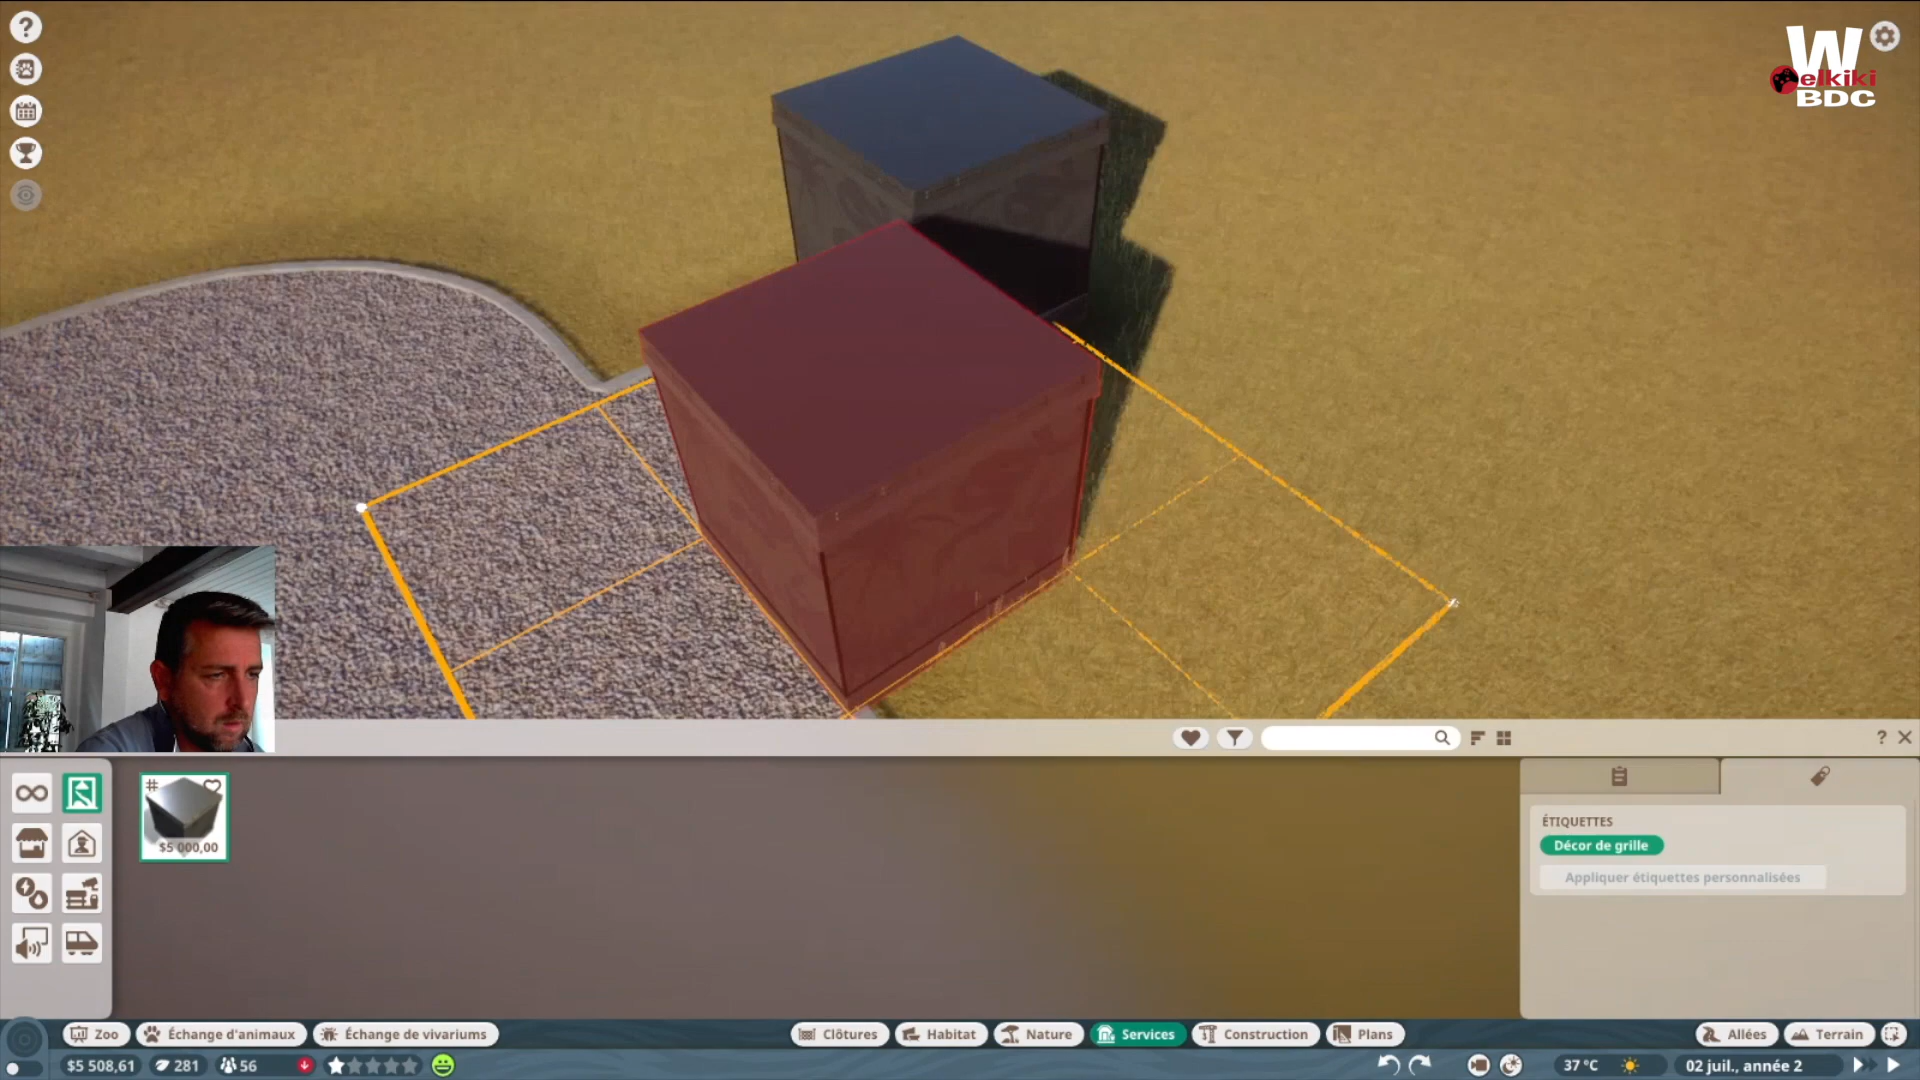 Welkiki
BDC
$5 000,00
ÉTIQUETTES
Décor de grille
Appliquer étiquettes personnalisées
Zoo
Échange d'animaux
Échange de vivariums
Clôtures
Habitat
Nature
Services
Construction
Plans
Allées
Terrain
$5 508,61
281
56
37 °C
02 juil., année 2